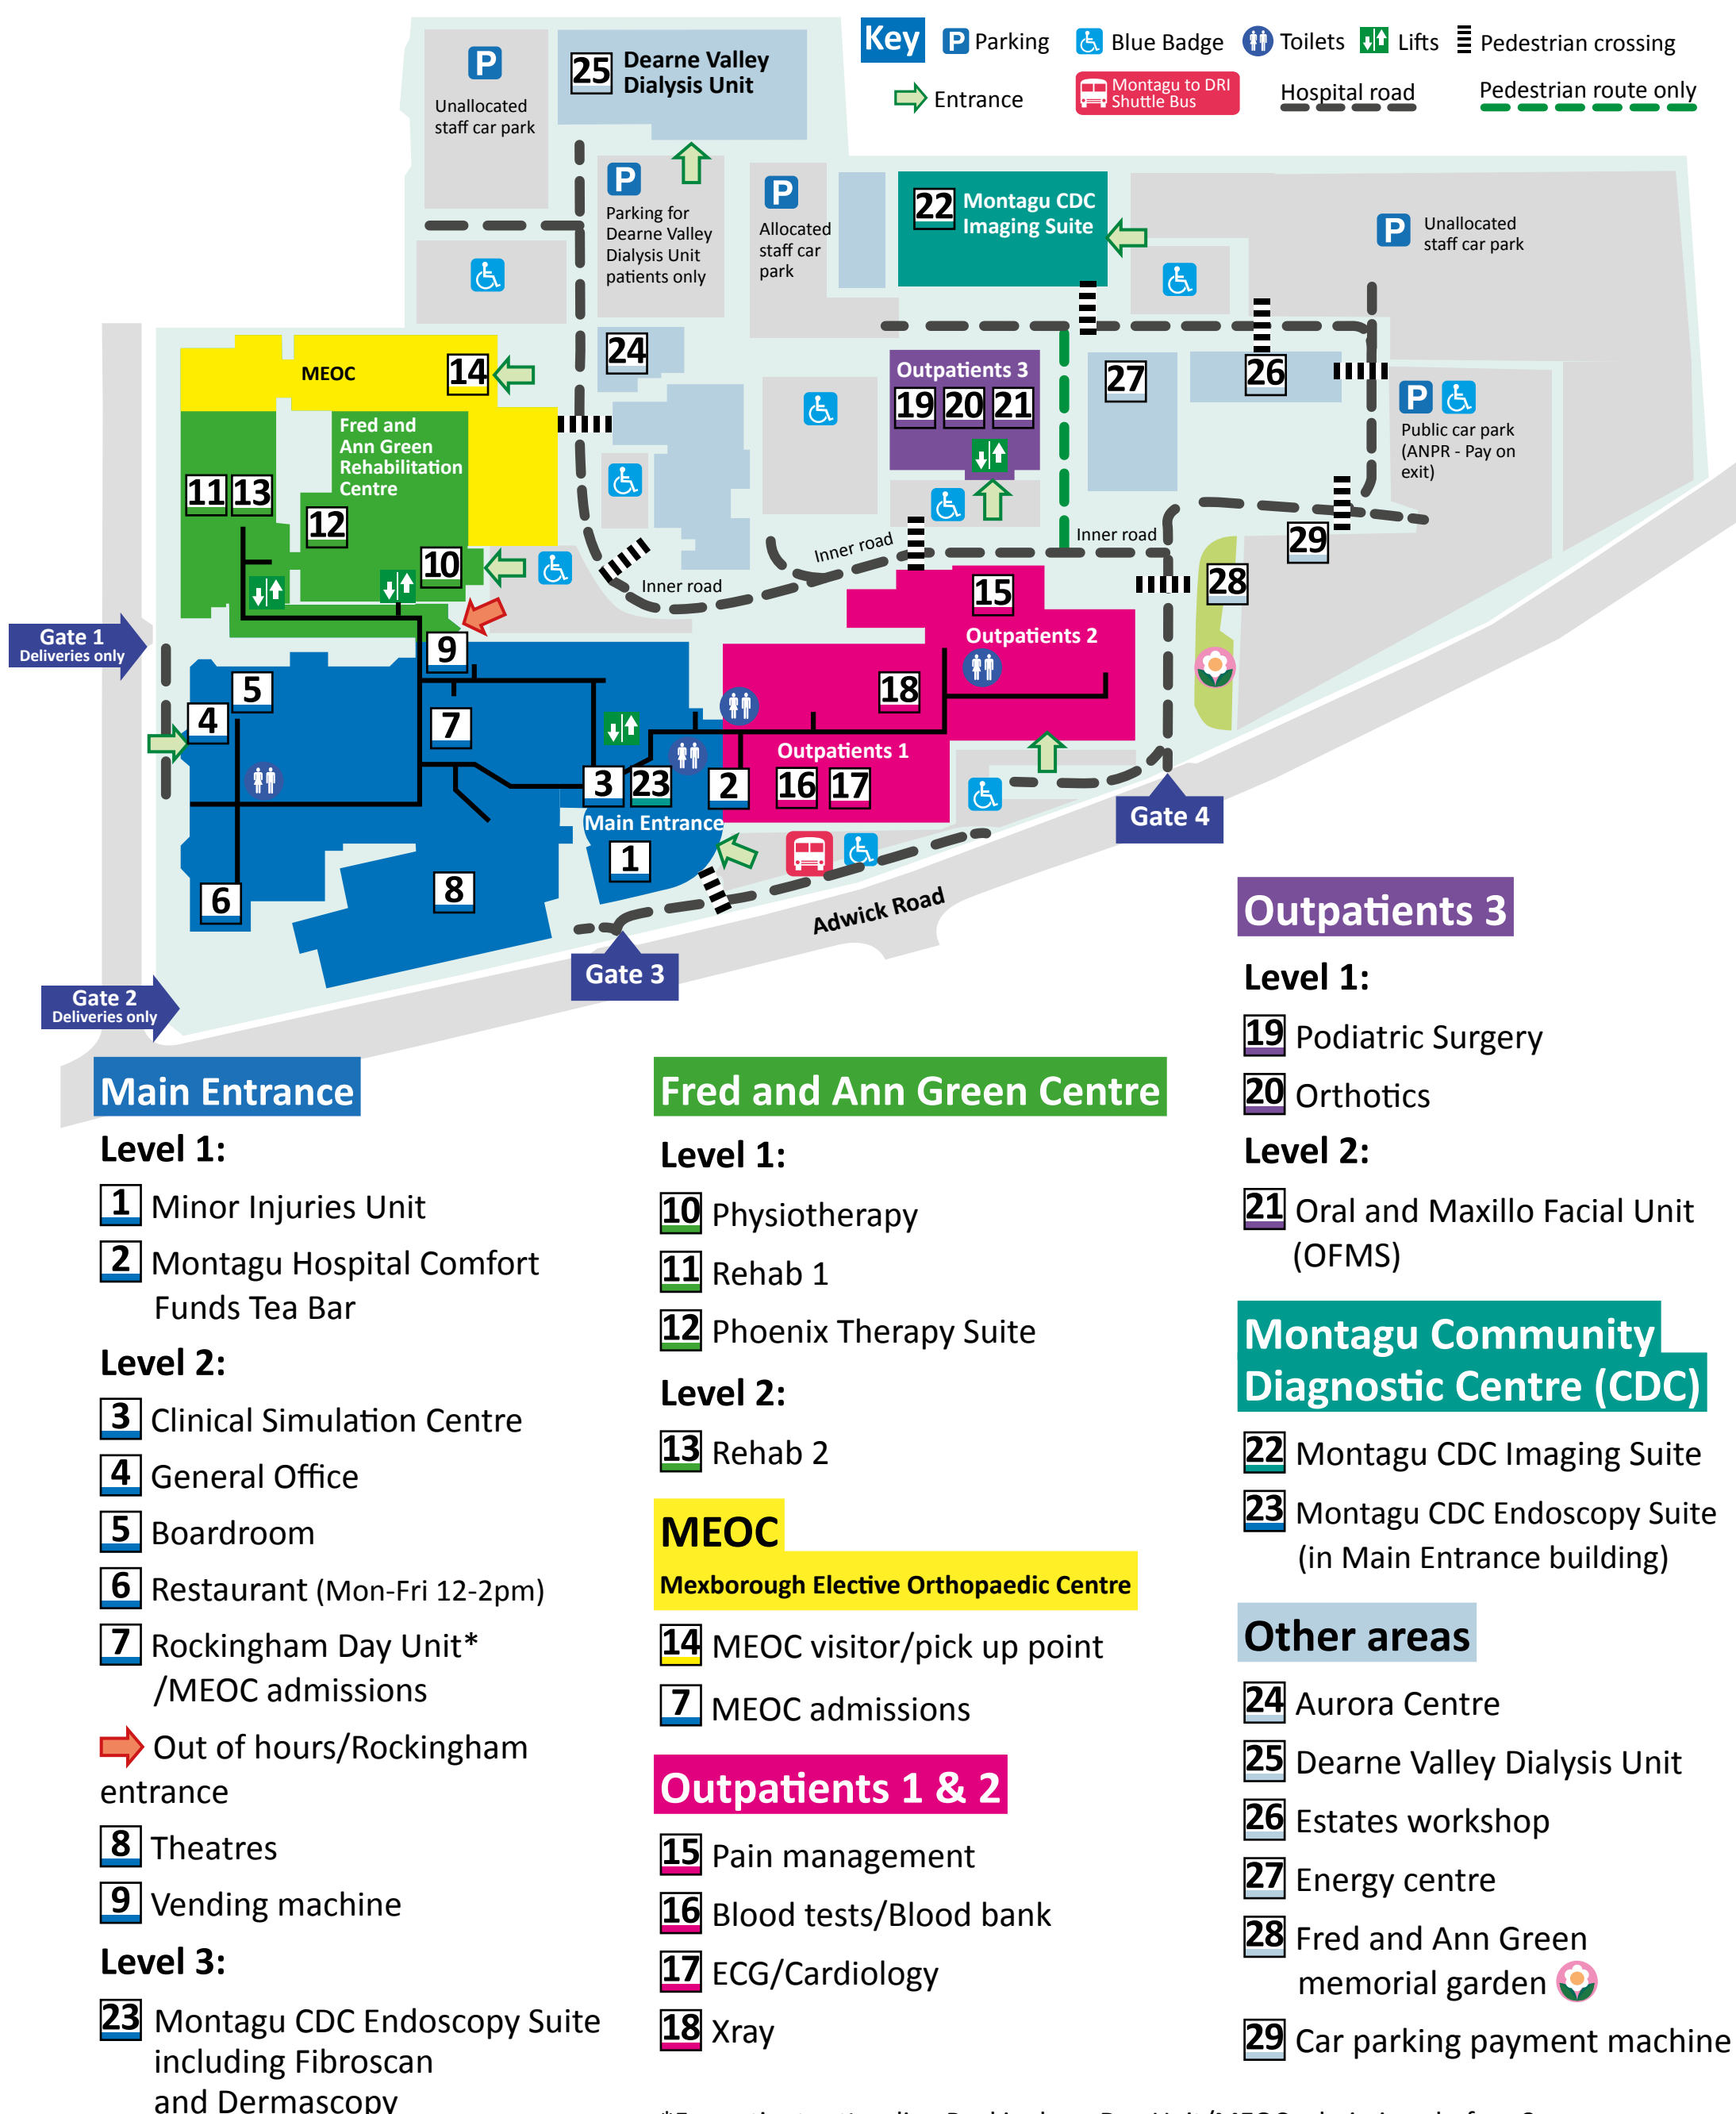 Key
P Parking
Blue Badge
Toilets
Lifts
Pedestrian crossing
Entrance
Montagu to DRI
Shuttle Bus
Hospital road
Pedestrian route only
P
Unallocated
staff car park
25 Dearne Valley
Dialysis Unit
P
Parking for
Dearne Valley
Dialysis Unit
patients only
P
Allocated
staff car
park
22 Montagu CDC
Imaging Suite
P
Unallocated
staff car park
MEOC
14
24
Outpatients 3
19 20 21
27
26
P
Public car park
(ANPR - Pay on
exit)
Fred and
Ann Green
Rehabilitation
Centre
11 13
12
10
Inner road
Inner road
Inner road
29
28
15
Outpatients 2
Gate 1
Deliveries only
9
5
4
7
18
Outpatients 1
3 23
2
16 17
Main Entrance
1
Gate 4
6
8
Adwick Road
Gate 3
Gate 2
Deliveries only
Main Entrance
Level 1:
1 Minor Injuries Unit
2 Montagu Hospital Comfort
Funds Tea Bar
Level 2:
3 Clinical Simulation Centre
4 General Office
5 Boardroom
6 Restaurant (Mon-Fri 12-2pm)
7 Rockingham Day Unit*
/MEOC admissions
Out of hours/Rockingham
entrance
8 Theatres
9 Vending machine
Level 3:
23 Montagu CDC Endoscopy Suite
including Fibroscan
and Dermascopy
Fred and Ann Green Centre
Level 1:
10 Physiotherapy
11 Rehab 1
12 Phoenix Therapy Suite
Level 2:
13 Rehab 2
MEOC
Mexborough Elective Orthopaedic Centre
14 MEOC visitor/pick up point
7 MEOC admissions
Outpatients 1 & 2
15 Pain management
16 Blood tests/Blood bank
17 ECG/Cardiology
18 Xray
Outpatients 3
Level 1:
19 Podiatric Surgery
20 Orthotics
Level 2:
21 Oral and Maxillo Facial Unit
(OFMS)
Montagu Community
Diagnostic Centre (CDC)
22 Montagu CDC Imaging Suite
23 Montagu CDC Endoscopy Suite
(in Main Entrance building)
Other areas
24 Aurora Centre
25 Dearne Valley Dialysis Unit
26 Estates workshop
27 Energy centre
28 Fred and Ann Green
memorial garden
29 Car parking payment machine